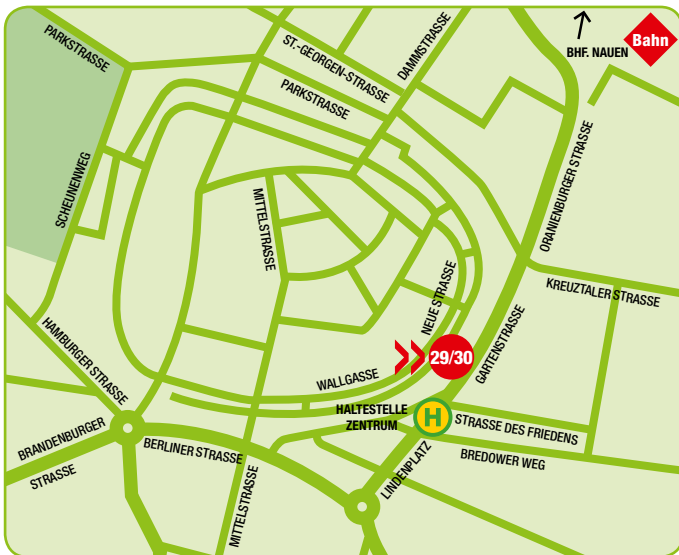 PARKSTRASSE
ST.-GEORGEN-STRASSE
DAMMSTRASSE
BHF. NAUEN
Bahn
PARKSTRASSE
ORANIENBURGER STRASSE
SCHEUNENWEG
MITTELSTRASSE
NEUE STRASSE
KREUZTALER STRASSE
HAMBURGER STRASSE
WALLGASSE
29/30
GARTENSTRASSE
HALTESTELLE
ZENTRUM
H
STRASSE DES FRIEDENS
BRANDENBURGER
STRASSE
BERLINER STRASSE
MITTELSTRASSE
LINDENPLATZ
BREDOWER WEG